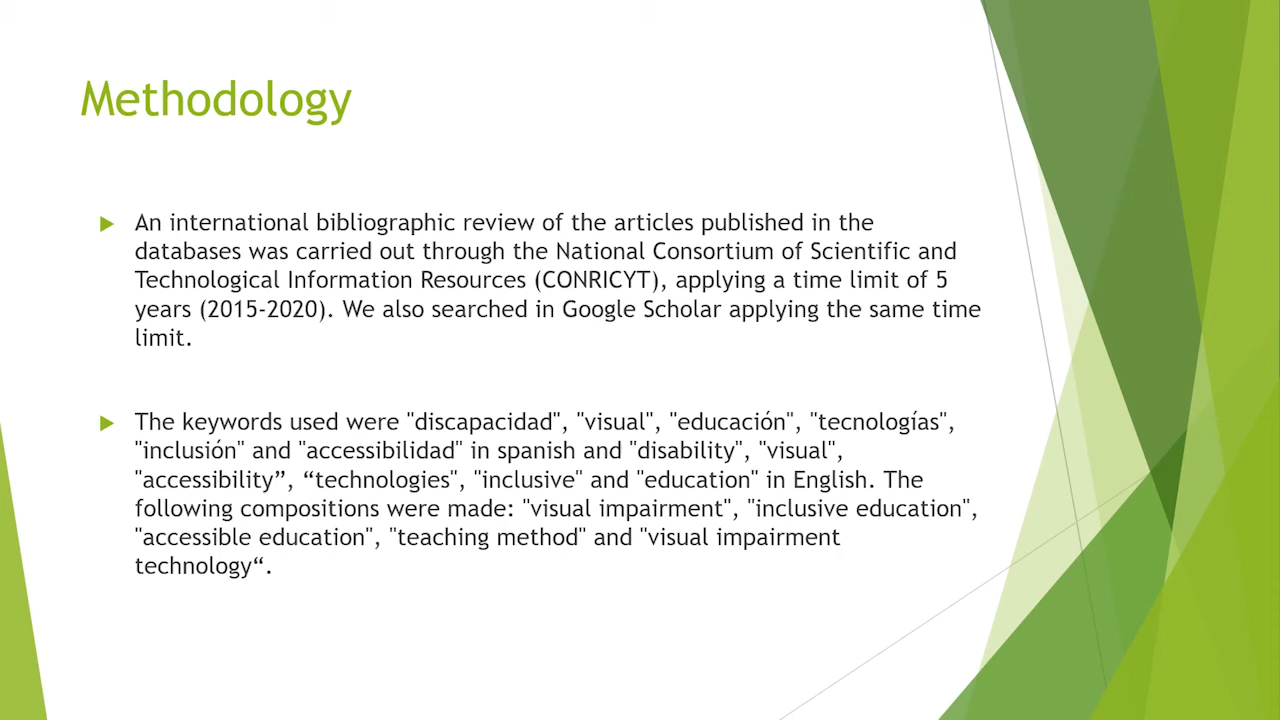 Methodology
An international bibliographic review of the articles published in the
databases was carried out through the National Consortium of Scientific and
Technological Information Resources (CONRICYT), applying a time limit of 5
years (2015-2020). We also searched in Google Scholar applying the same time
limit.
The keywords used were "discapacidad", "visual", "educación", "tecnologías",
"inclusión" and "accessibilidad" in spanish and "disability", "visual",
"accessibility”, “technologies", "inclusive" and "education" in English. The
following compositions were made: "visual impairment", "inclusive education",
"accessible education", "teaching method" and "visual impairment
technology“.